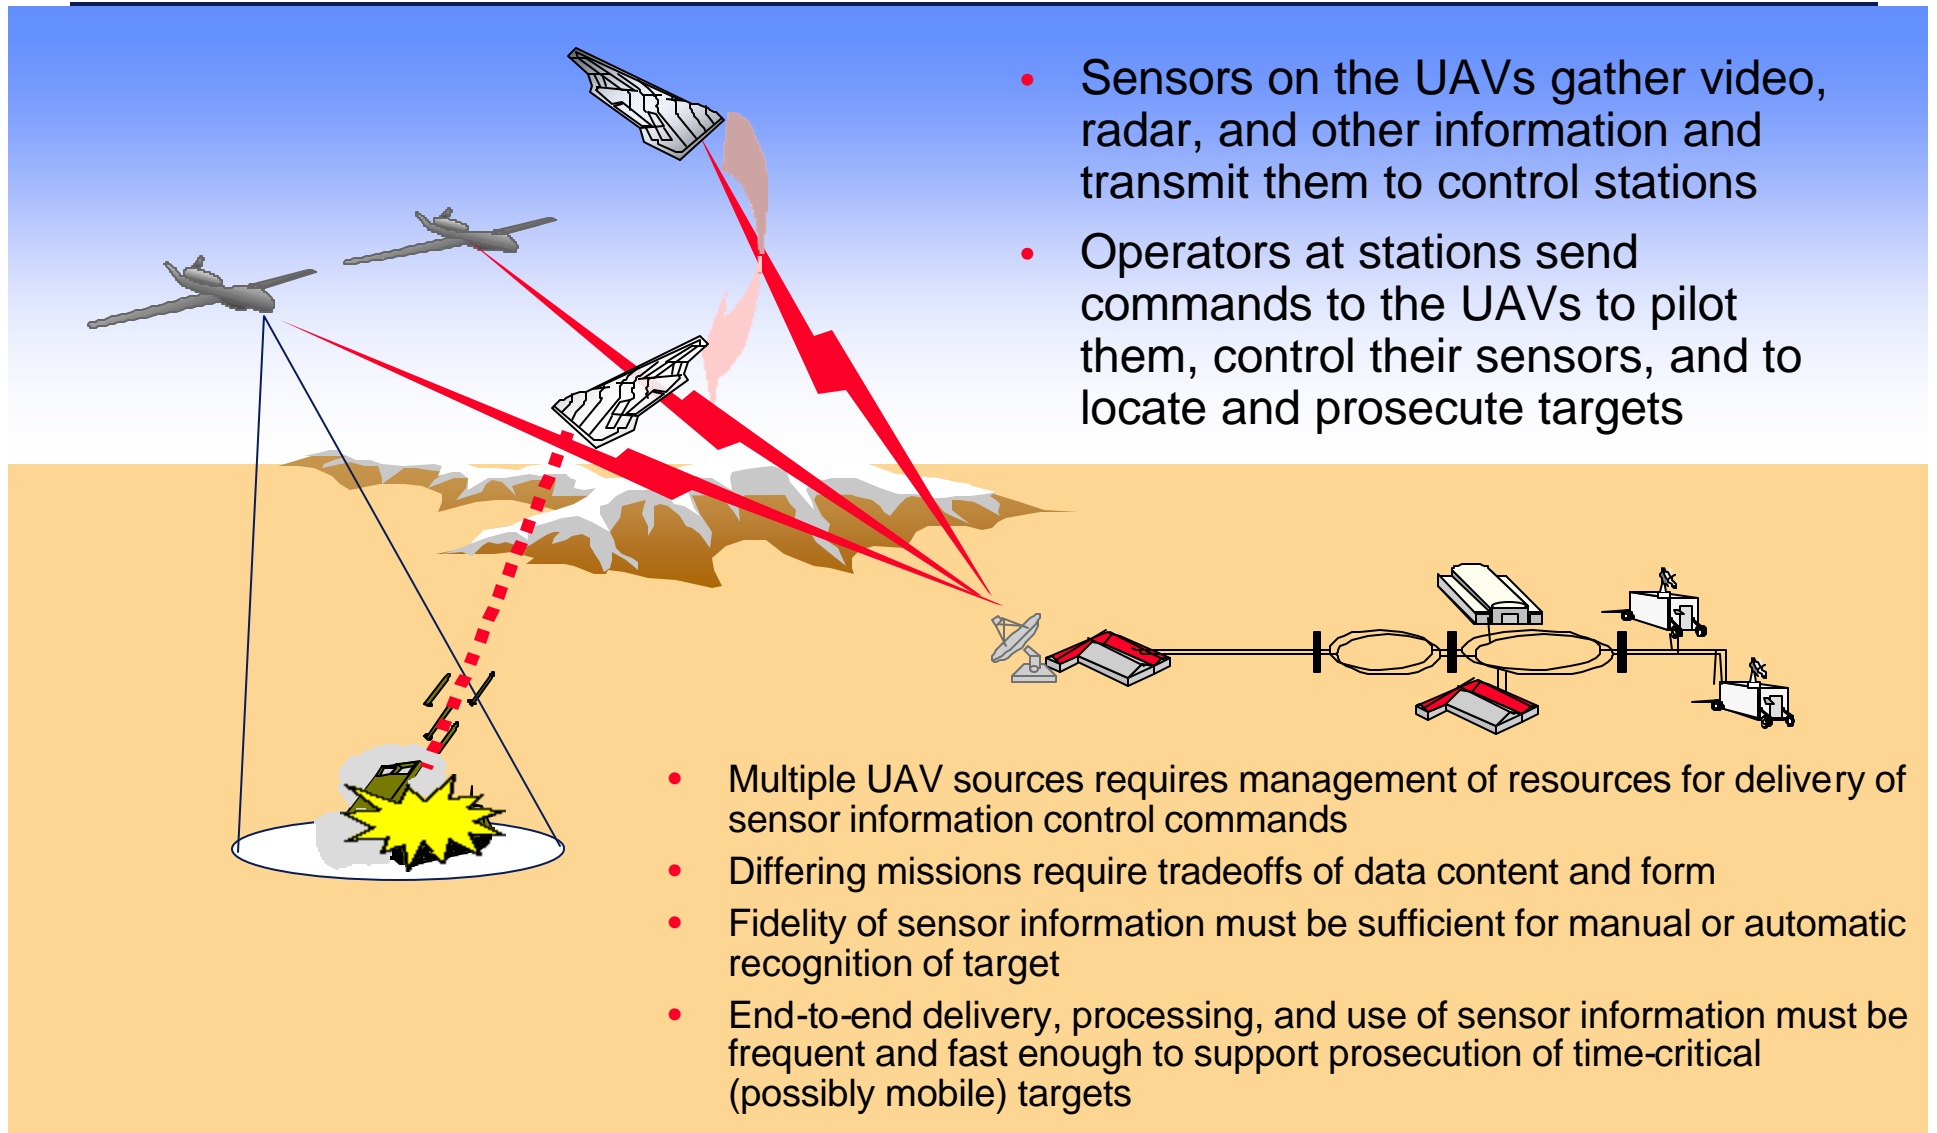 • Sensors on the UAVs gather video,
radar, and other information and
transmit them to control stations
• Operators at stations send
commands to the UAVs to pilot
them, control their sensors, and to
locate and prosecute targets
• Multiple UAV sources requires management of resources for delivery of
sensor information control commands
• Differing missions require tradeoffs of data content and form
• Fidelity of sensor information must be sufficient for manual or automatic
recognition of target
• End-to-end delivery, processing, and use of sensor information must be
frequent and fast enough to support prosecution of time-critical
(possibly mobile) targets